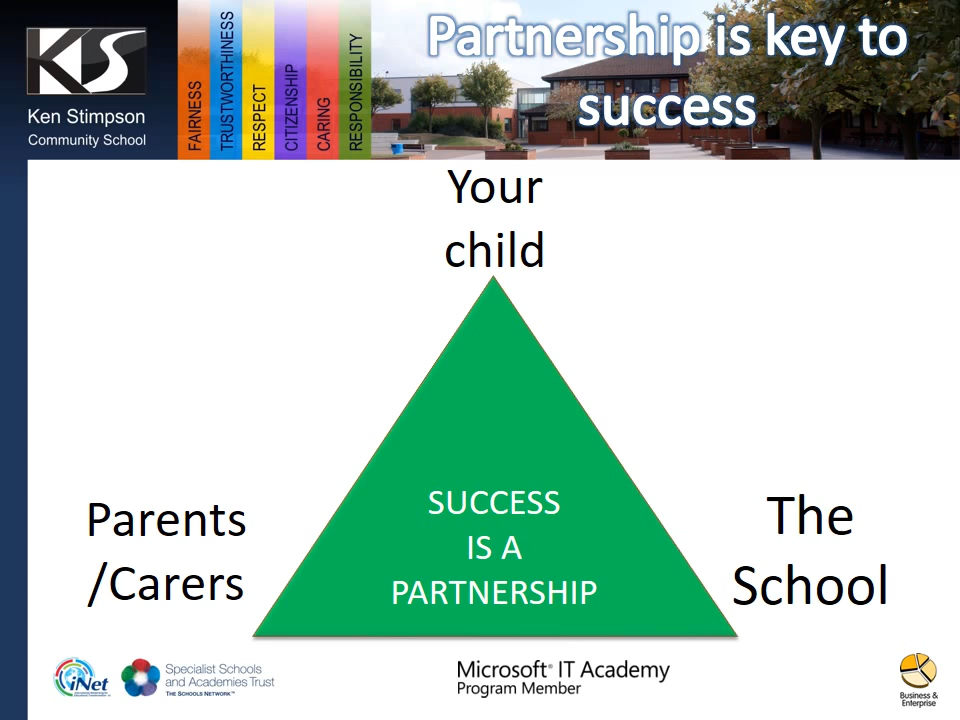 Partnership is key to
success
KS
Ken Stimpson
Community School
FAIRNESS
TRUSTWORTHINESS
RESPECT
CITIZENSHIP
CARING
RESPONSIBILITY
Your
child
SUCCESS
IS A
PARTNERSHIP
Parents
/Carers
The
School
iNet
Specialist Schools
and Academies Trust
THE SCHOOLS NETWORK™
Microsoft® IT Academy
Program Member
Business &
Enterprise